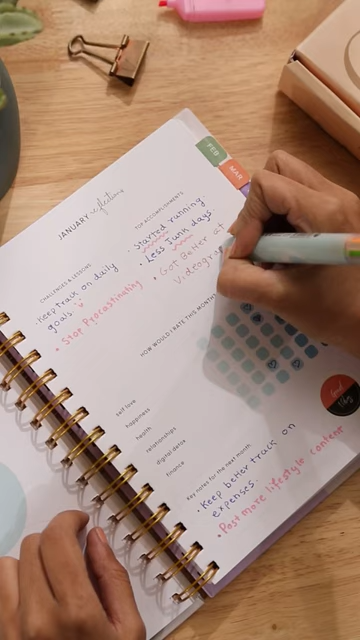 FEB
MAR
JANUARY reflections
TOP ACCOMPLISHMENTS
Started running
Less Junk days
Got Better at
Videography
CHALLENGES & LESSONS
Keep track on daily
goals
Stop Procrastinating
HOW WOULD I RATE THIS MONTH?
self love
happiness
health
relationships
digital detox
finance
Key notes for the next month
Keep better track on
expenses.
Post more lifestyle content
Good
Vibes